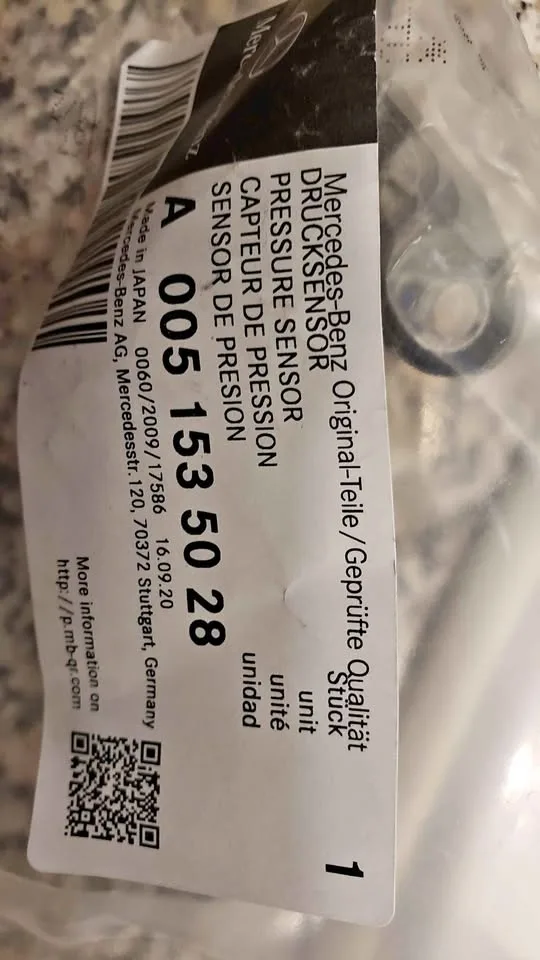 Mercedes-Benz Original-Teile/Geprüfte Qualität
DRUCKSENSOR Stück 1
PRESSURE SENSOR unit
CAPTEUR DE PRESSION unité
SENSOR DE PRESION unidad
A 005 153 50 28
Made in JAPAN 0060/2009/17586 16.09.20
Mercedes-Benz AG, Mercedesstr.120, 70372 Stuttgart, Germany
More information on
http://p.mb-qr.com